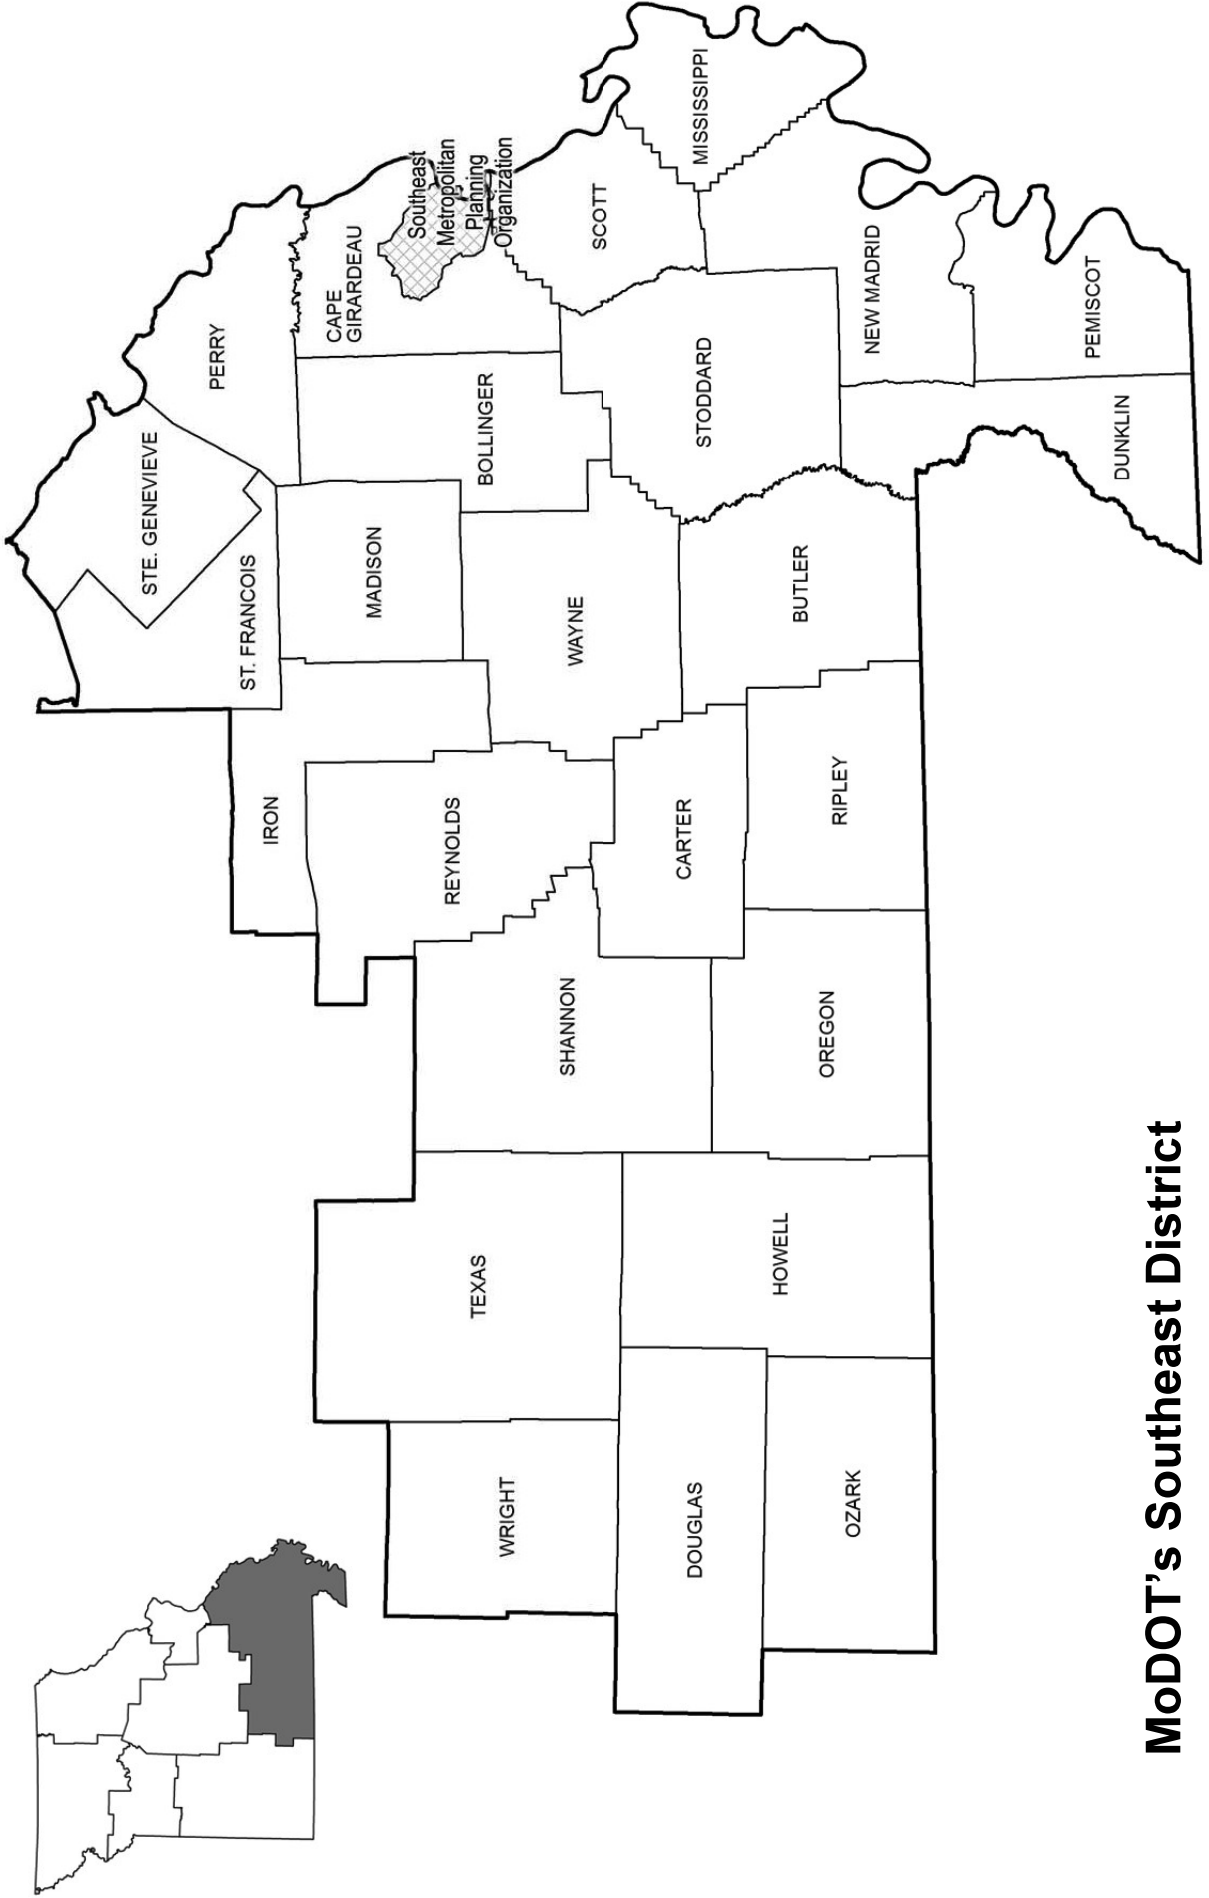 STE. GENEVIEVE
PERRY
ST. FRANCOIS
CAPE
GIRARDEAU
Southeast
Metropolitan
Planning
Organization
IRON
MADISON
BOLLINGER
SCOTT
MISSISSIPPI
TEXAS
REYNOLDS
WRIGHT
SHANNON
WAYNE
STODDARD
CARTER
DOUGLAS
HOWELL
BUTLER
NEW MADRID
OZARK
OREGON
RIPLEY
DUNKLIN
PEMISCOT
MoDOT's Southeast District